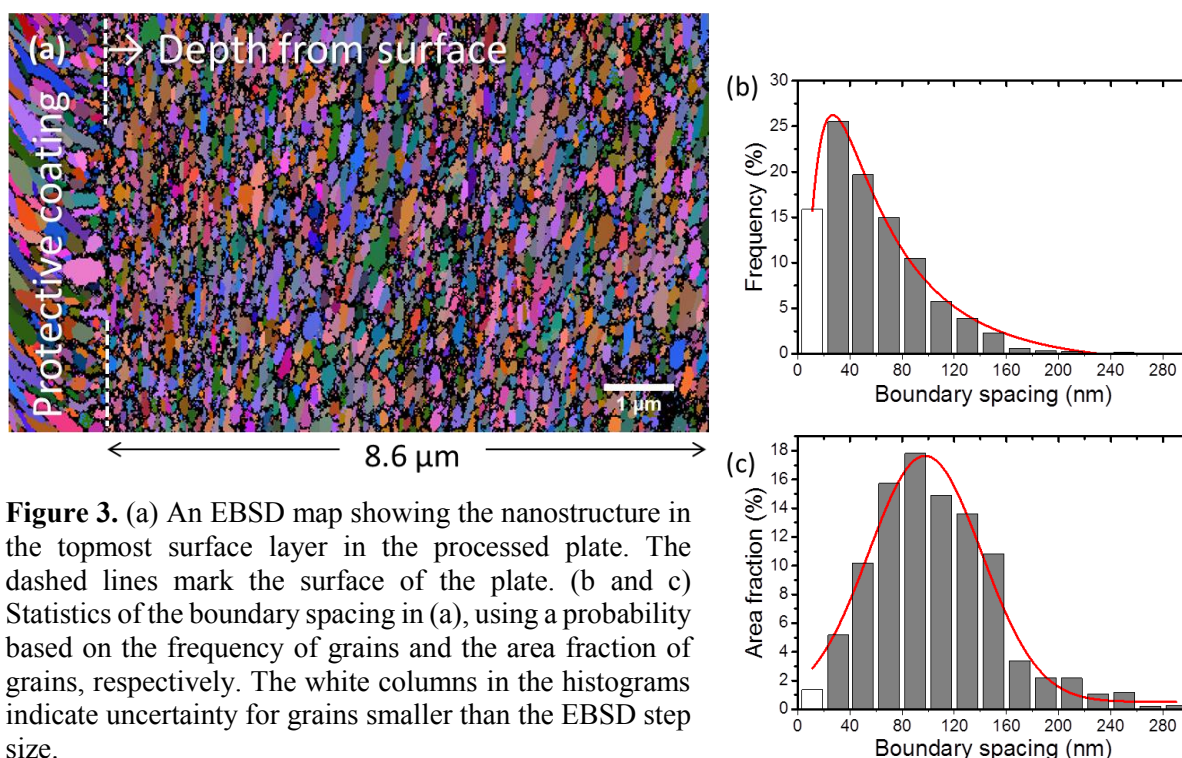 (a)
→ Depth from surface
Protective coating
1 µm
8.6 µm
Figure 3. (a) An EBSD map showing the nanostructure in
the topmost surface layer in the processed plate. The
dashed lines mark the surface of the plate. (b and c)
Statistics of the boundary spacing in (a), using a probability
based on the frequency of grains and the area fraction of
grains, respectively. The white columns in the histograms
indicate uncertainty for grains smaller than the EBSD step
size.
(b)
Frequency (%)
30
25
20
15
10
5
0
0 40 80 120 160 200 240 280
Boundary spacing (nm)
(c)
Area fraction (%)
18
16
14
12
10
8
6
4
2
0
0 40 80 120 160 200 240 280
Boundary spacing (nm)